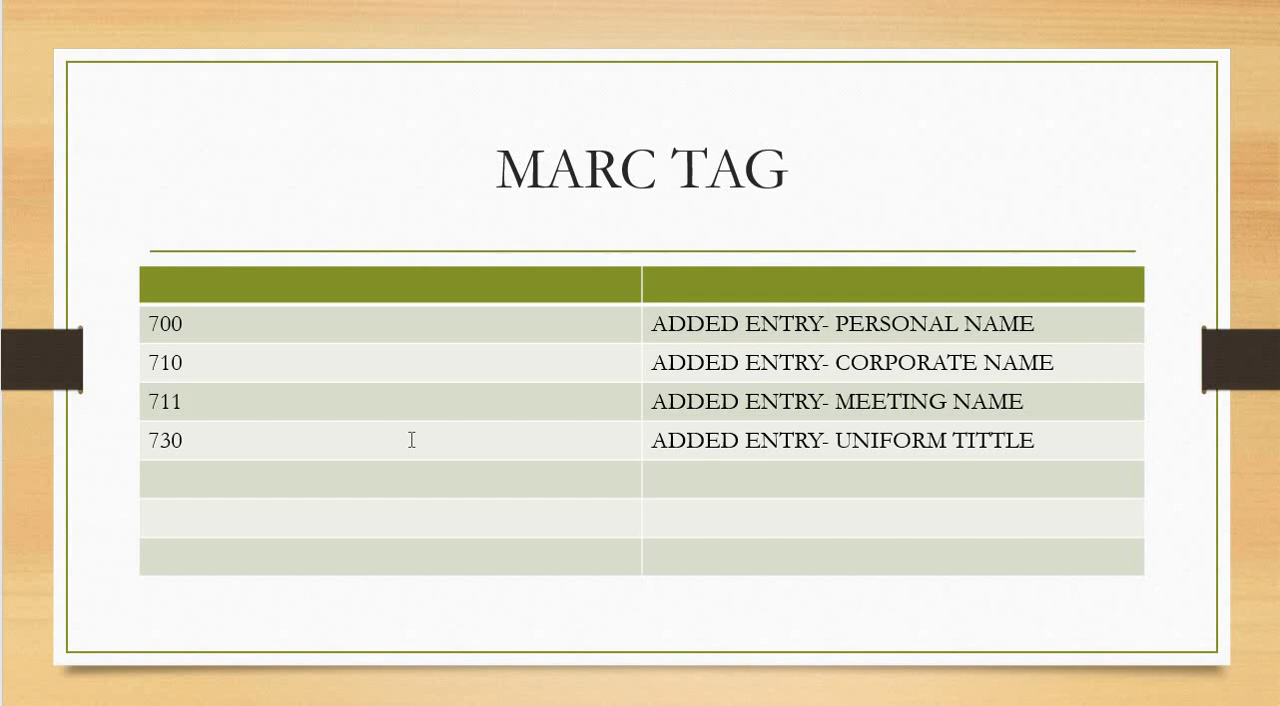 MARC TAG
700 ADDED ENTRY- PERSONAL NAME
710 ADDED ENTRY- CORPORATE NAME
711 ADDED ENTRY- MEETING NAME
730 ADDED ENTRY- UNIFORM TITTLE